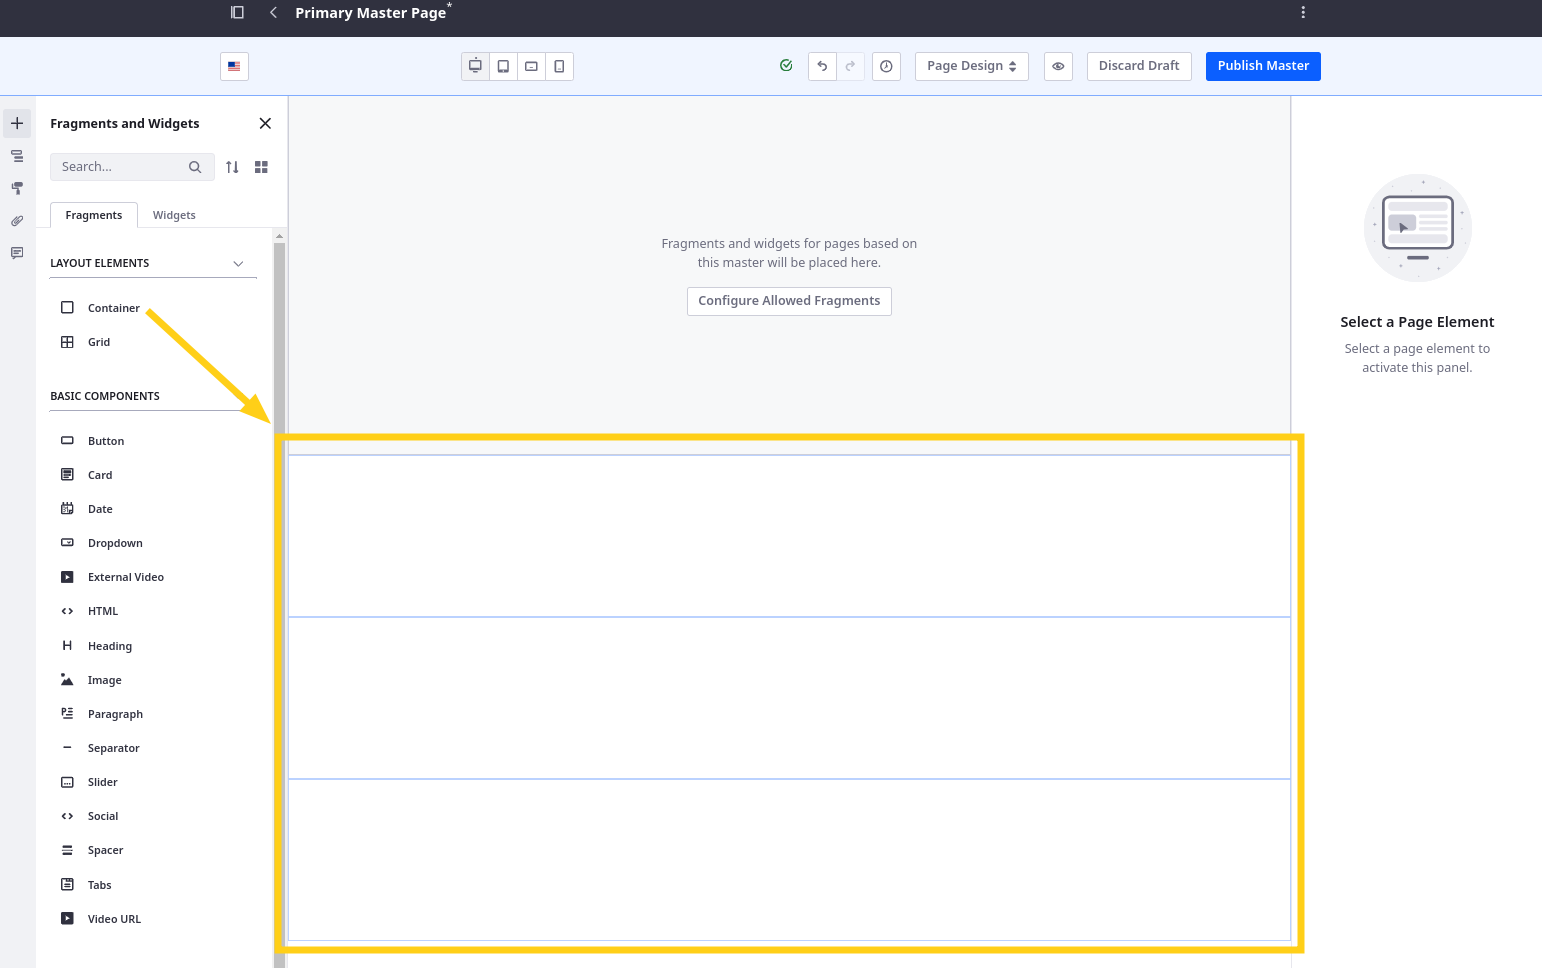 Primary Master Page*
Page Design
Discard Draft
Publish Master
Fragments and Widgets
Search...
Fragments
Widgets
LAYOUT ELEMENTS
Container
Grid
BASIC COMPONENTS
Button
Card
Date
Dropdown
External Video
HTML
Heading
Image
Paragraph
Separator
Slider
Social
Spacer
Tabs
Video URL
Fragments and widgets for pages based on
this master will be placed here.
Configure Allowed Fragments
Select a Page Element
Select a page element to
activate this panel.